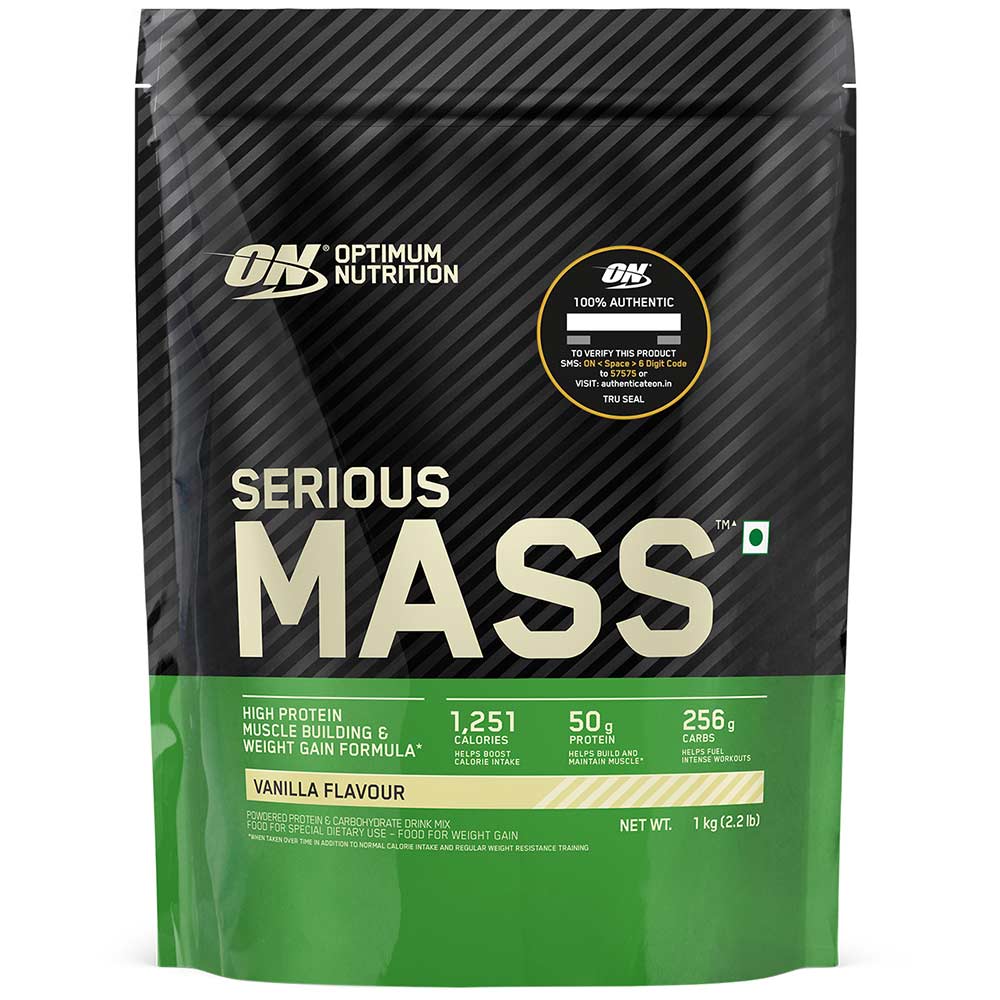 ON® OPTIMUM
NUTRITION
ON
100% AUTHENTIC
TO VERIFY THIS PRODUCT
SMS: ON < Space > 6 Digit Code
to 57575 or
VISIT: authenticateon.in
TRU SEAL
SERIOUS
MASS™▲
HIGH PROTEIN
MUSCLE BUILDING &
WEIGHT GAIN FORMULA*
1,251
CALORIES
HELPS BOOST
CALORIE INTAKE
50 g
PROTEIN
HELPS BUILD AND
MAINTAIN MUSCLE*
256 g
CARBS
HELPS FUEL
INTENSE WORKOUTS
VANILLA FLAVOUR
POWDERED PROTEIN & CARBOHYDRATE DRINK MIX
FOOD FOR SPECIAL DIETARY USE – FOOD FOR WEIGHT GAIN
*WHEN TAKEN OVER TIME IN ADDITION TO NORMAL CALORIE INTAKE AND REGULAR WEIGHT RESISTANCE TRAINING
NET WT. 1 kg (2.2 lb)